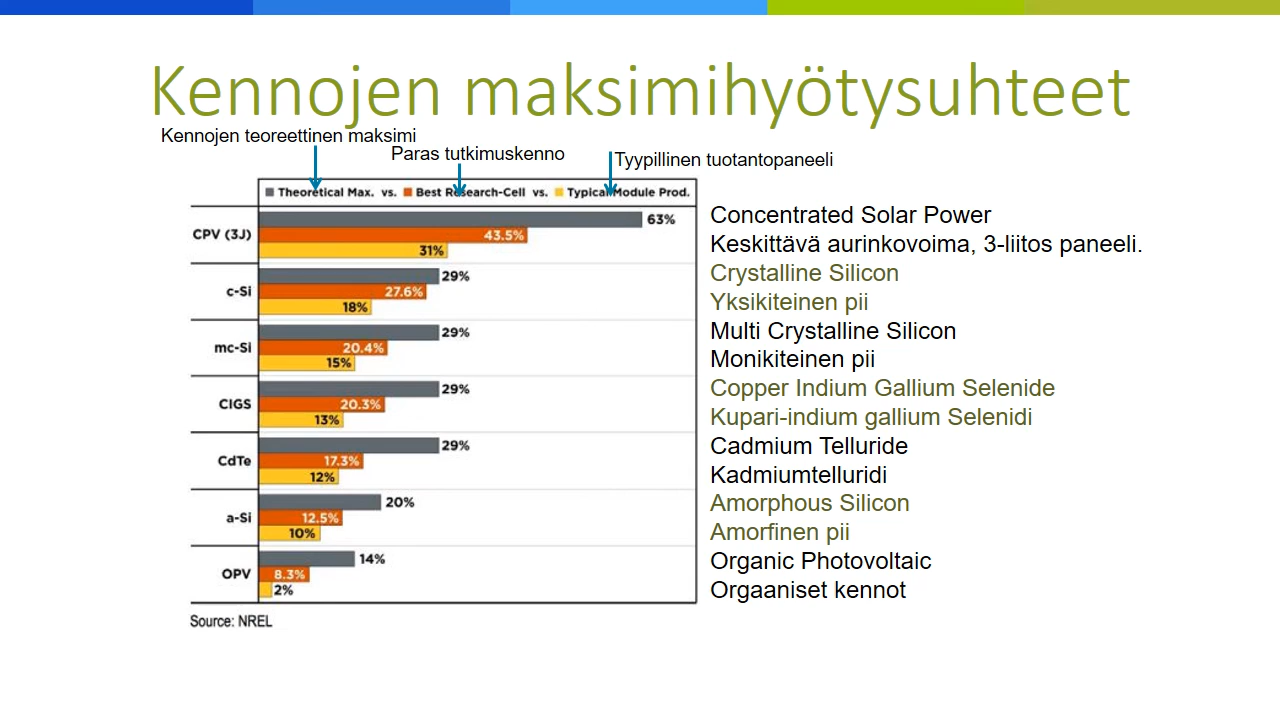 Kennojen maksimihyötysuhteet
Kennojen teoreettinen maksimi
Paras tutkimuskenno
Tyypillinen tuotantopaneeli
Theoretical Max. vs. Best Research-Cell vs. Typical Module Prod.
CPV (3J)
63%
43.5%
31%
c-Si
29%
27.6%
18%
mc-Si
29%
20.4%
15%
CIGS
29%
20.3%
13%
CdTe
29%
17.3%
12%
a-Si
20%
12.5%
10%
OPV
14%
8.3%
2%
Source: NREL
Concentrated Solar Power
Keskittävä aurinkovoima, 3-liitos paneeli.
Crystalline Silicon
Yksikiteinen pii
Multi Crystalline Silicon
Monikiteinen pii
Copper Indium Gallium Selenide
Kupari-indium gallium Selenidi
Cadmium Telluride
Kadmiumtelluridi
Amorphous Silicon
Amorfinen pii
Organic Photovoltaic
Orgaaniset kennot